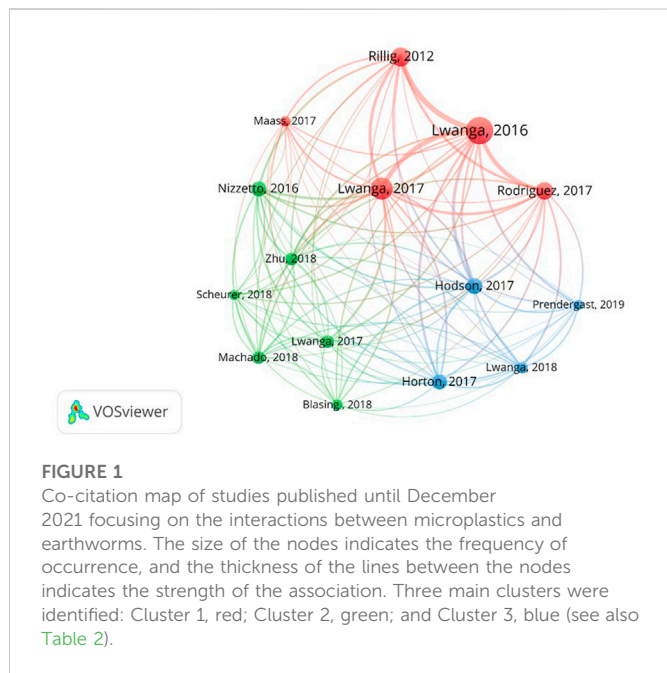 Rillig, 2012
Maass, 2017
Lwanga, 2016
Nizzetto, 2016
Lwanga, 2017
Rodriguez, 2017
Zhu, 2018
Scheurer, 2018
Hodson, 2017
Prendergast, 2019
Lwanga, 2017
Machado, 2018
Lwanga, 2018
Horton, 2017
Blasing., 2018
VOSviewer
FIGURE 1
Co-citation map of studies published until December
2021 focusing on the interactions between microplastics and
earthworms. The size of the nodes indicates the frequency of
occurrence, and the thickness of the lines between the nodes
indicates the strength of the association. Three main clusters were
identified: Cluster 1, red; Cluster 2, green; and Cluster 3, blue (see also
Table 2).